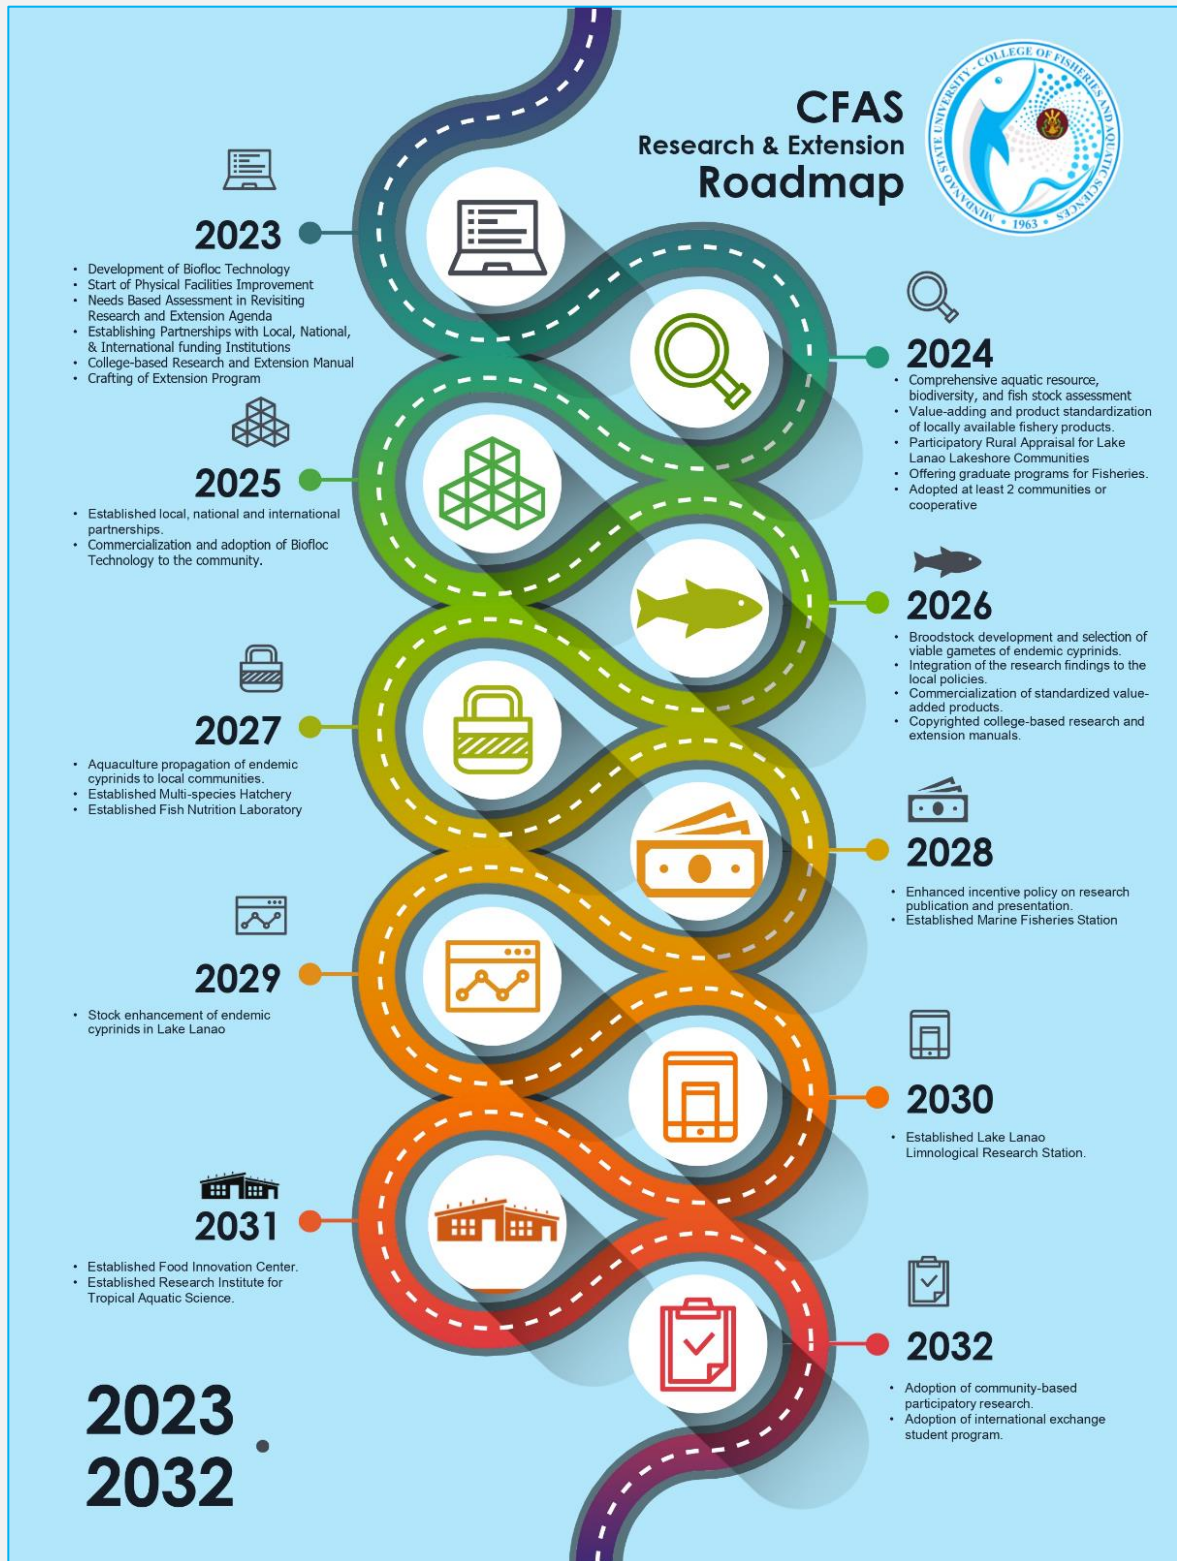 CFAS
Research & Extension
Roadmap
MINDANAO STATE UNIVERSITY - COLLEGE OF FISHERIES AND AQUATIC SCIENCES
• 1963 •
2023
• Development of Biofloc Technology
• Start of Physical Facilities Improvement
• Needs Based Assessment in Revisiting
Research and Extension Agenda
• Establishing Partnerships with Local, National,
& International funding Institutions
• College-based Research and Extension Manual
• Crafting of Extension Program
2024
• Comprehensive aquatic resource,
biodiversity, and fish stock assessment
• Value-adding and product standardization
of locally available fishery products.
• Participatory Rural Appraisal for Lake
Lanao Lakeshore Communities
• Offering graduate programs for Fisheries.
• Adopted at least 2 communities or
cooperative
2025
• Established local, national and international
partnerships.
• Commercialization and adoption of Biofloc
Technology to the community.
2026
• Broodstock development and selection of
viable gametes of endemic cyprinids.
• Integration of the research findings to the
local policies.
• Commercialization of standardized value-
added products.
• Copyrighted college-based research and
extension manuals.
2027
• Aquaculture propagation of endemic
cyprinids to local communities.
• Established Multi-species Hatchery
• Established Fish Nutrition Laboratory
2028
• Enhanced incentive policy on research
publication and presentation.
• Established Marine Fisheries Station
2029
• Stock enhancement of endemic
cyprinids in Lake Lanao
2030
• Established Lake Lanao
Limnological Research Station.
2031
• Established Food Innovation Center.
• Established Research Institute for
Tropical Aquatic Science.
2032
• Adoption of community-based
participatory research.
• Adoption of international exchange
student program.
2023
2032